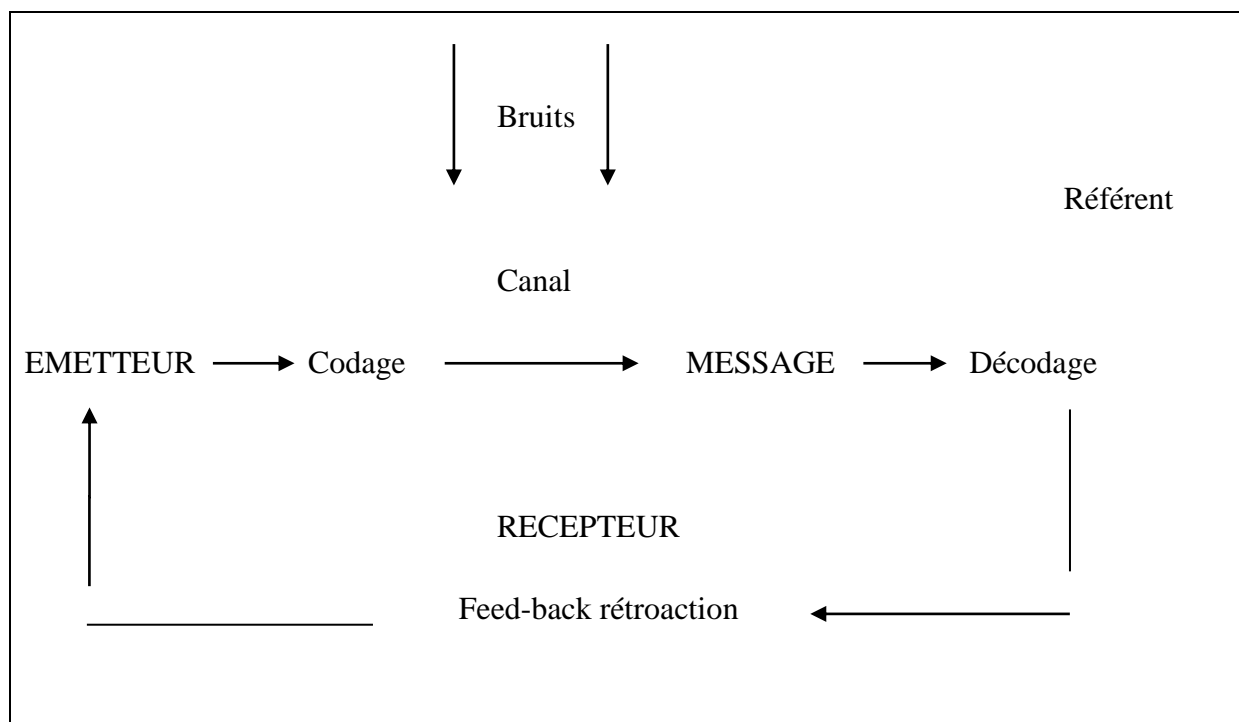 Bruits
Référent
Canal
EMETTEUR Codage MESSAGE Décodage
RECEPTEUR
Feed-back rétroaction